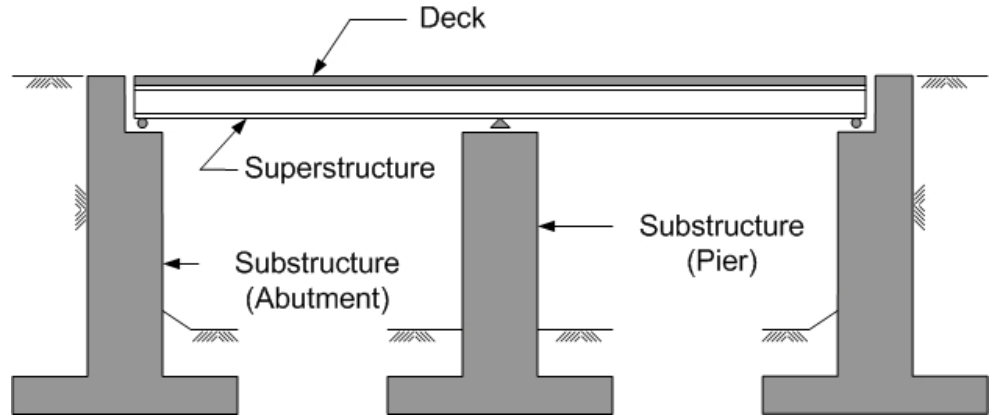 Deck
Superstructure
Substructure
(Abutment)
Substructure
(Pier)